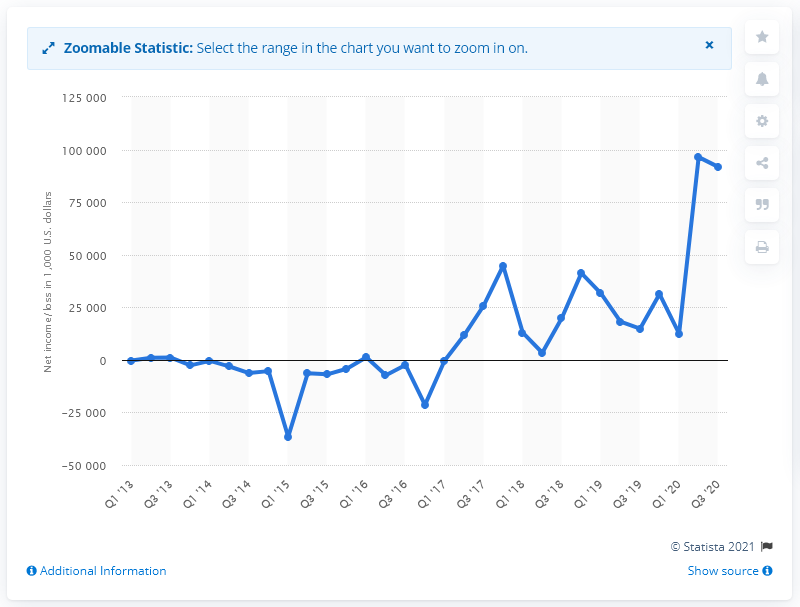 Zoomable Statistic: Select the range in the chart you want to zoom in on.
×
Net income/loss in 1,000 U.S. dollars
125 000
100 000
75 000
50 000
25 000
0
−25 000
−50 000
Q1 '13
Q3 '13
Q1 '14
Q3 '14
Q1 '15
Q3 '15
Q1 '16
Q3 '16
Q1 '17
Q3 '17
Q1 '18
Q3 '18
Q1 '19
Q3 '19
Q1 '20
Q3 '20
© Statista 2021
Additional Information
Show source